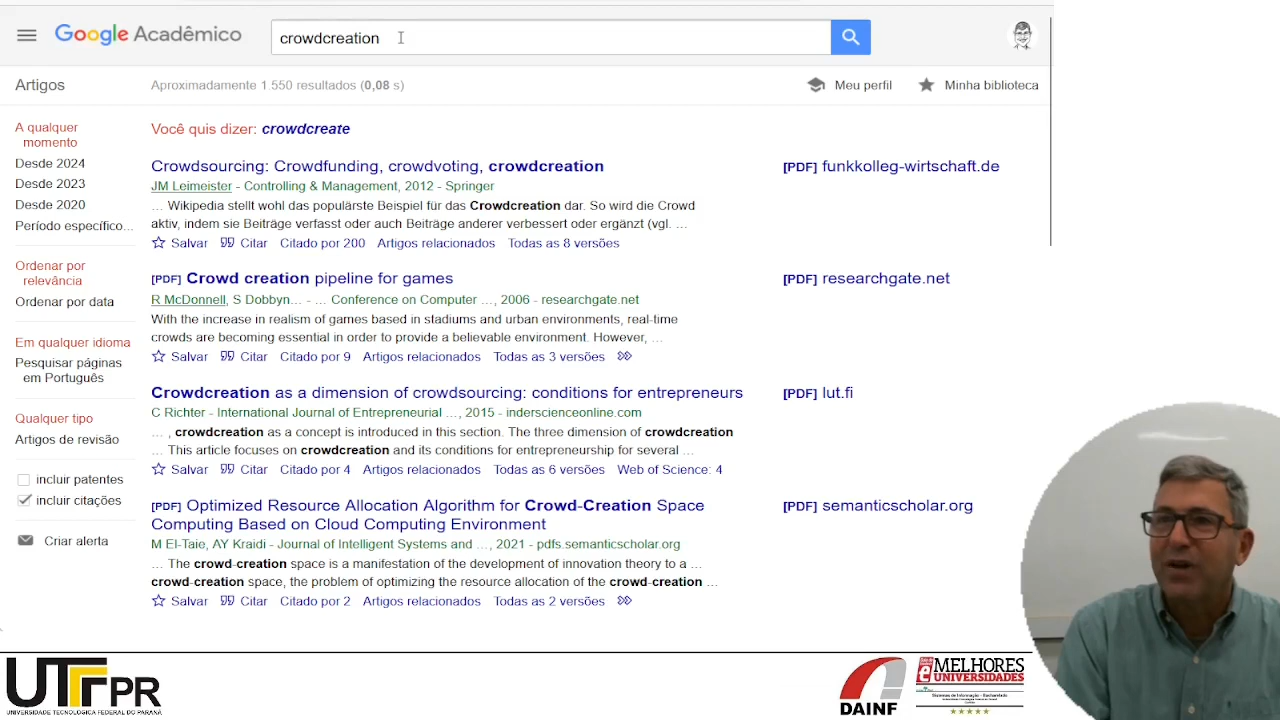 Google Acadêmico
crowdcreation
Artigos
Aproximadamente 1.550 resultados (0,08 s)
Meu perfil
Minha biblioteca
A qualquer
momento
Desde 2024
Desde 2023
Desde 2020
Período específico...
Ordenar por
relevância
Ordenar por data
Em qualquer idioma
Pesquisar páginas
em Português
Qualquer tipo
Artigos de revisão
incluir patentes
incluir citações
Criar alerta
Você quis dizer: crowdcreate
Crowdsourcing: Crowdfunding, crowdvoting, crowdcreation
[PDF] funkkolleg-wirtschaft.de
JM Leimeister - Controlling & Management, 2012 - Springer
... Wikipedia stellt wohl das populärste Beispiel für das Crowdcreation dar. So wird die Crowd
aktiv, indem sie Beiträge verfasst oder auch Beiträge anderer verbessert oder ergänzt (vgl. ...
Salvar Citar Citado por 200 Artigos relacionados Todas as 8 versões
[PDF] Crowd creation pipeline for games
[PDF] researchgate.net
R McDonnell, S Dobbyn... - ... Conference on Computer ..., 2006 - researchgate.net
With the increase in realism of games based in stadiums and urban environments, real-time
crowds are becoming essential in order to provide a believable environment. However, ...
Salvar Citar Citado por 9 Artigos relacionados Todas as 3 versões
Crowdcreation as a dimension of crowdsourcing: conditions for entrepreneurs
[PDF] lut.fi
C Richter - International Journal of Entrepreneurial ..., 2015 - inderscienceonline.com
... , crowdcreation as a concept is introduced in this section. The three dimension of crowdcreation
... This article focuses on crowdcreation and its conditions for entrepreneurship for several ...
Salvar Citar Citado por 4 Artigos relacionados Todas as 6 versões Web of Science: 4
[PDF] Optimized Resource Allocation Algorithm for Crowd-Creation Space
Computing Based on Cloud Computing Environment
[PDF] semanticscholar.org
M El-Taie, AY Kraidi - Journal of Intelligent Systems and ..., 2021 - pdfs.semanticscholar.org
... The crowd-creation space is a manifestation of the development of innovation theory to a ...
crowd-creation space, the problem of optimizing the resource allocation of the crowd-creation ...
Salvar Citar Citado por 2 Artigos relacionados Todas as 2 versões
UTFPR
UNIVERSIDADE TECNOLÓGICA FEDERAL DO PARANÁ
DAINF
MELHORES
UNIVERSIDADES
Sistemas de Informação - Bacharelado